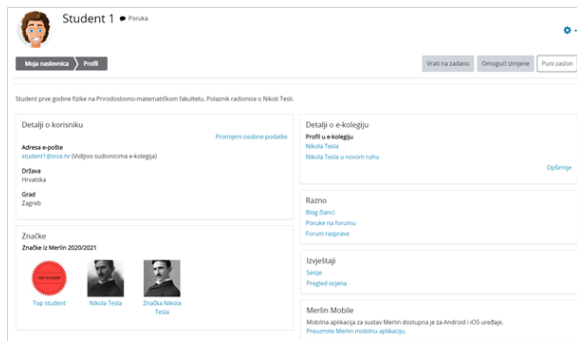 Student 1 Poruka
Moja naslovnica Profil
Vrati na zadano Omogući izmjene Puni zaslon
Student prve godine fizike na Prirodoslovno-matematičkom fakultetu. Polaznik radionice o Nikoli Tesli.
Detalji o korisniku
Promijeni osobne podatke
Adresa e-pošte
student1@srce.hr (Vidljivo sudionicima e-kolegija)
Država
Hrvatska
Grad
Zagreb
Značke
Značke iz Merlin 2020/2021
TOP STUDENT
Top student
Nikola Tesla
Značka Nikola
Tesla
Detalji o e-kolegiju
Profil u e-kolegiju
Nikola Tesla
Nikola Tesla u novom ruhu
Opširnije
Razno
Blog članci
Poruke na forumu
Forum rasprave
Izvještaji
Sesije
Pregled ocjena
Merlin Mobile
Mobilna aplikacija za sustav Merlin dostupna je za Android i iOS uređaje.
Preuzmite Merlin mobilnu aplikaciju.